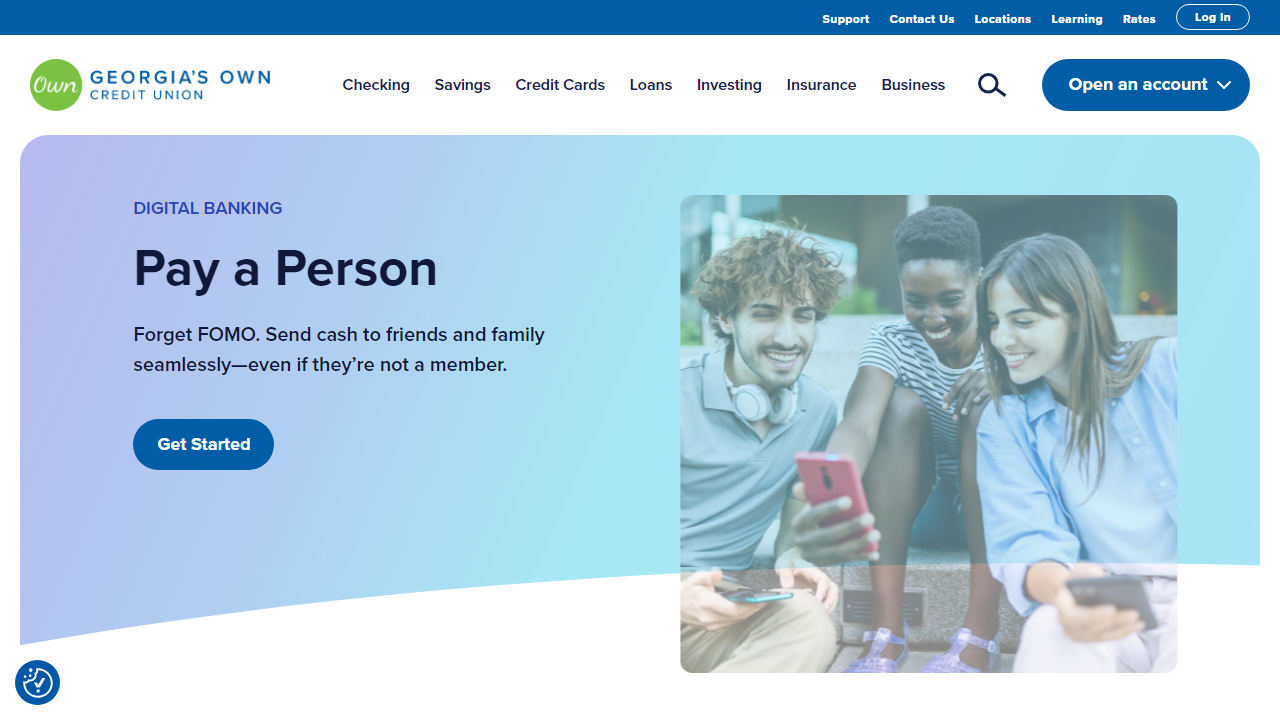 Support Contact Us Locations Learning Rates Log In
Own GEORGIA'S OWN
CREDIT UNION
Checking Savings Credit Cards Loans Investing Insurance Business Open an account
DIGITAL BANKING
Pay a Person
Forget FOMO. Send cash to friends and family
seamlessly—even if they’re not a member.
Get Started